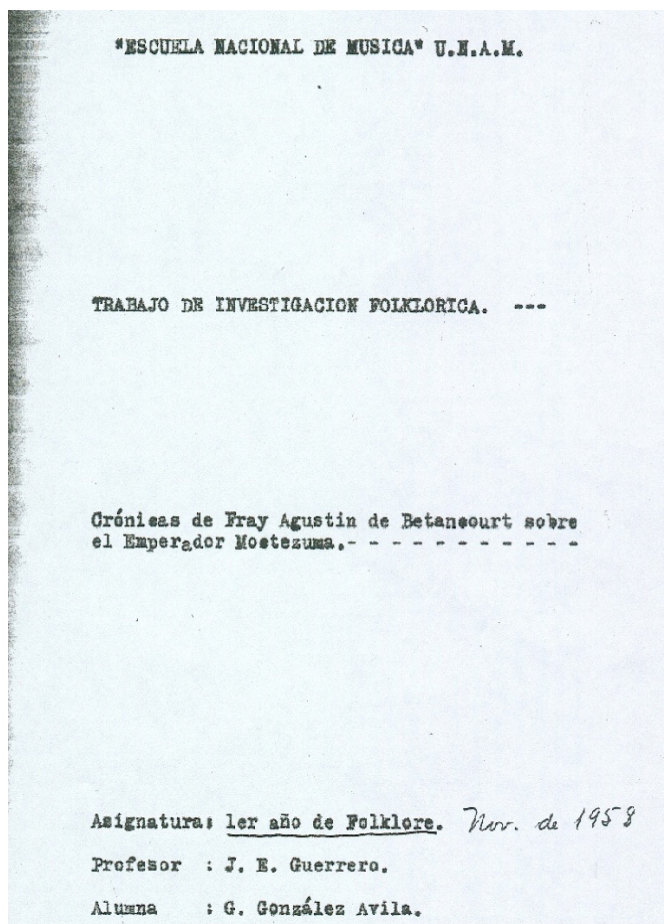 "ESCUELA NACIONAL DE MUSICA" U.N.A.M.
TRABAJO DE INVESTIGACION FOLKLORICA. ---
Crónicas de Fray Agustin de Betancourt sobre
el Emperador Moctezuma.- - - - - - - - - - -
Asignatura: 1er año de Folklore. Nov. de 1958
Profesor : J. E. Guerrero.
Alumna : G. González Avila.